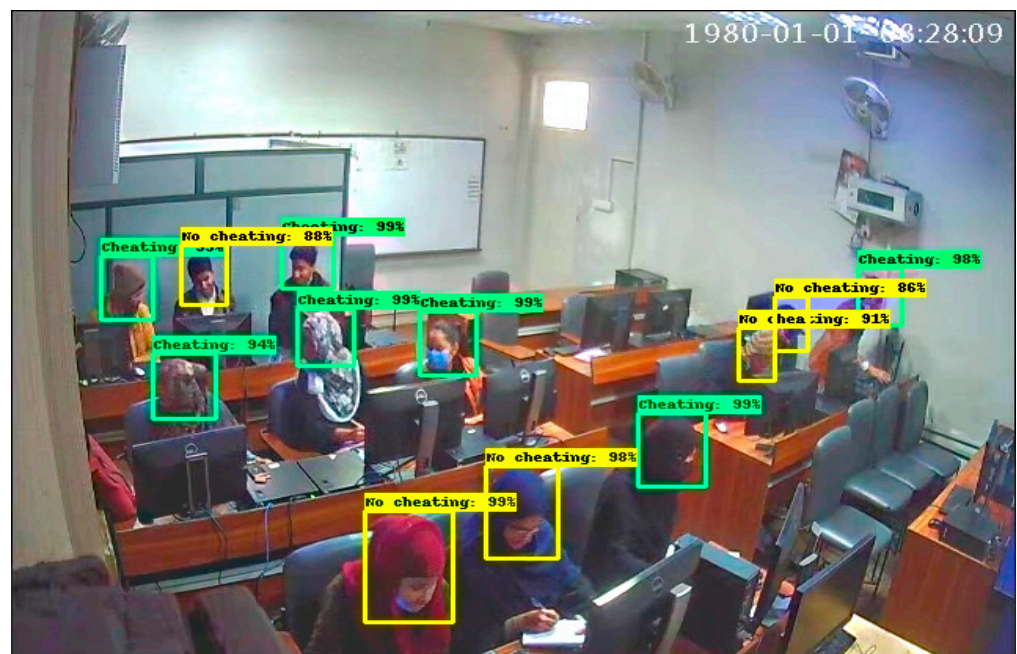 1980-01-01 08:28:09
Cheating: 99%
No cheating: 88%
Cheating
Cheating: 98%
No cheating: 86%
Cheating: 99%
Cheating: 99%
No cheating: 91%
Cheating: 94%
Cheating: 99%
No cheating: 98%
No cheating: 99%